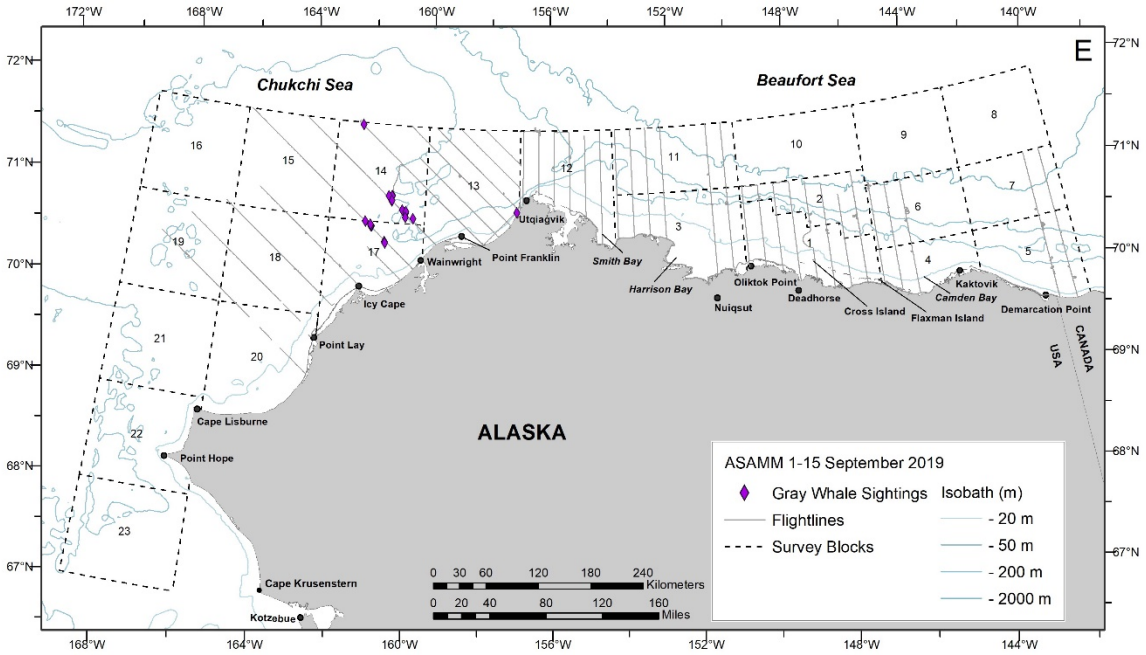 172°W 168°W 164°W 160°W 156°W 152°W 148°W 144°W 140°W
E
72°N 72°N
Chukchi Sea Beaufort Sea
8
9
16 10
15 11
71°N 71°N
14 12
13 7
2 6
Utqiaġvik 3
19 1 5
18 17 4
70°N 70°N
Wainwright Point Franklin Smith Bay
Harrison Bay Oliktok Point Kaktovik
Icy Cape Deadhorse Camden Bay
Nuiqsut Cross Island Demarcation Point
Flaxman Island
21 Point Lay
20 USA CANADA
69°N 69°N
Cape Lisburne
ALASKA
22
Point Hope
68°N 68°N
23
67°N 67°N
Cape Krusenstern
Kotzebue
ASAMM 1-15 September 2019
Gray Whale Sightings
Flightlines
Survey Blocks
Isobath (m)
- 20 m
- 50 m
- 200 m
- 2000 m
0 30 60 120 180 240
Kilometers
0 20 40 80 120 160
Miles
168°W 164°W 160°W 156°W 152°W 148°W 144°W